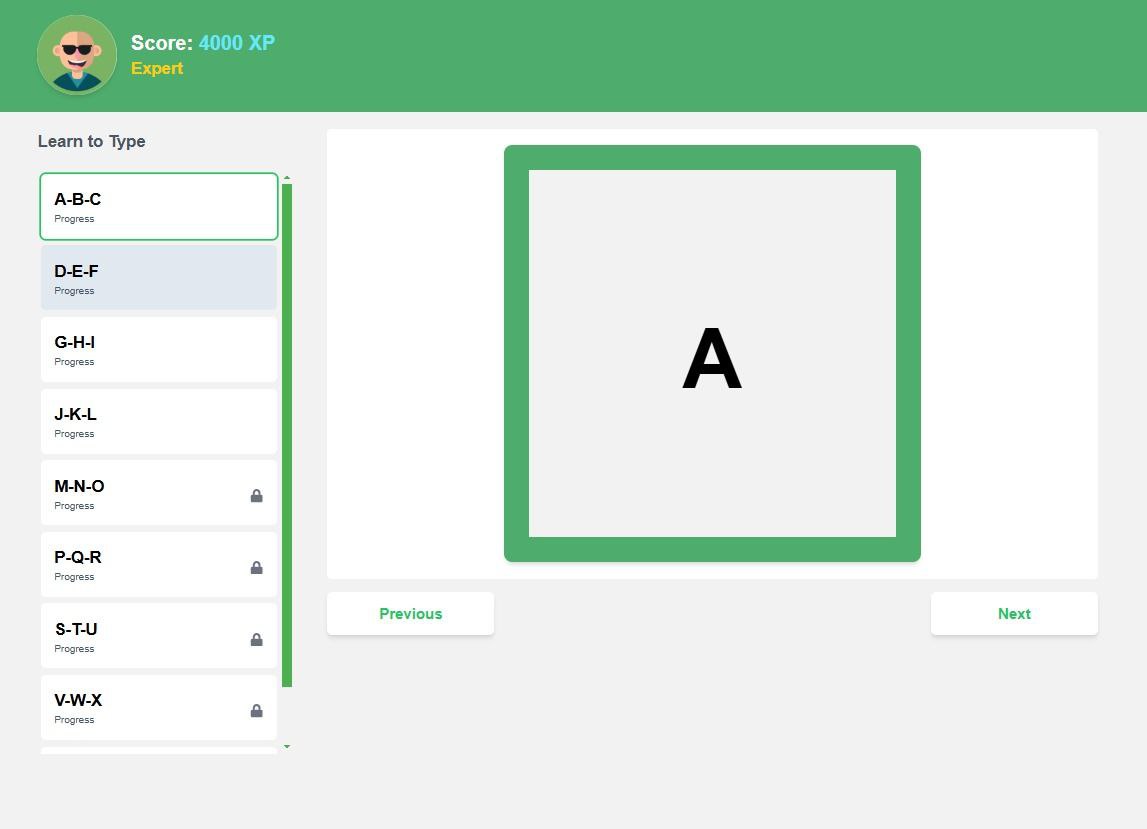 Score: 4000 XP
Expert
Learn to Type
A-B-C
Progress
D-E-F
Progress
G-H-I
Progress
J-K-L
Progress
M-N-O
Progress
P-Q-R
Progress
S-T-U
Progress
V-W-X
Progress
A
Previous
Next